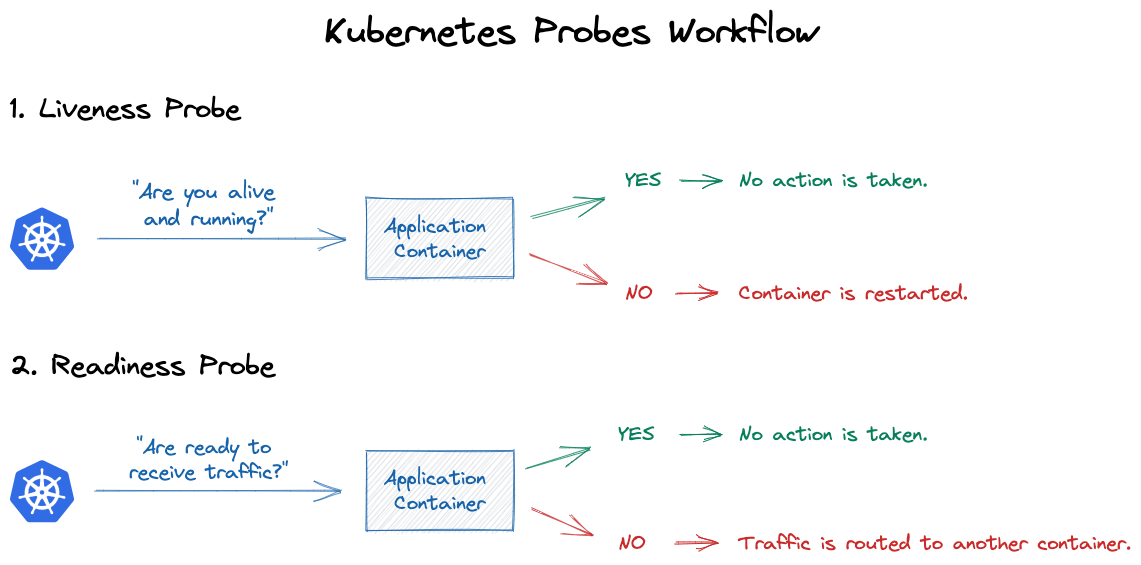 Kubernetes Probes Workflow
1. Liveness Probe
"Are you alive
and running?"
Application
Container
YES
No action is taken.
NO
Container is restarted.
2. Readiness Probe
"Are ready to
receive traffic?"
Application
Container
YES
No action is taken.
NO
Traffic is routed to another container.